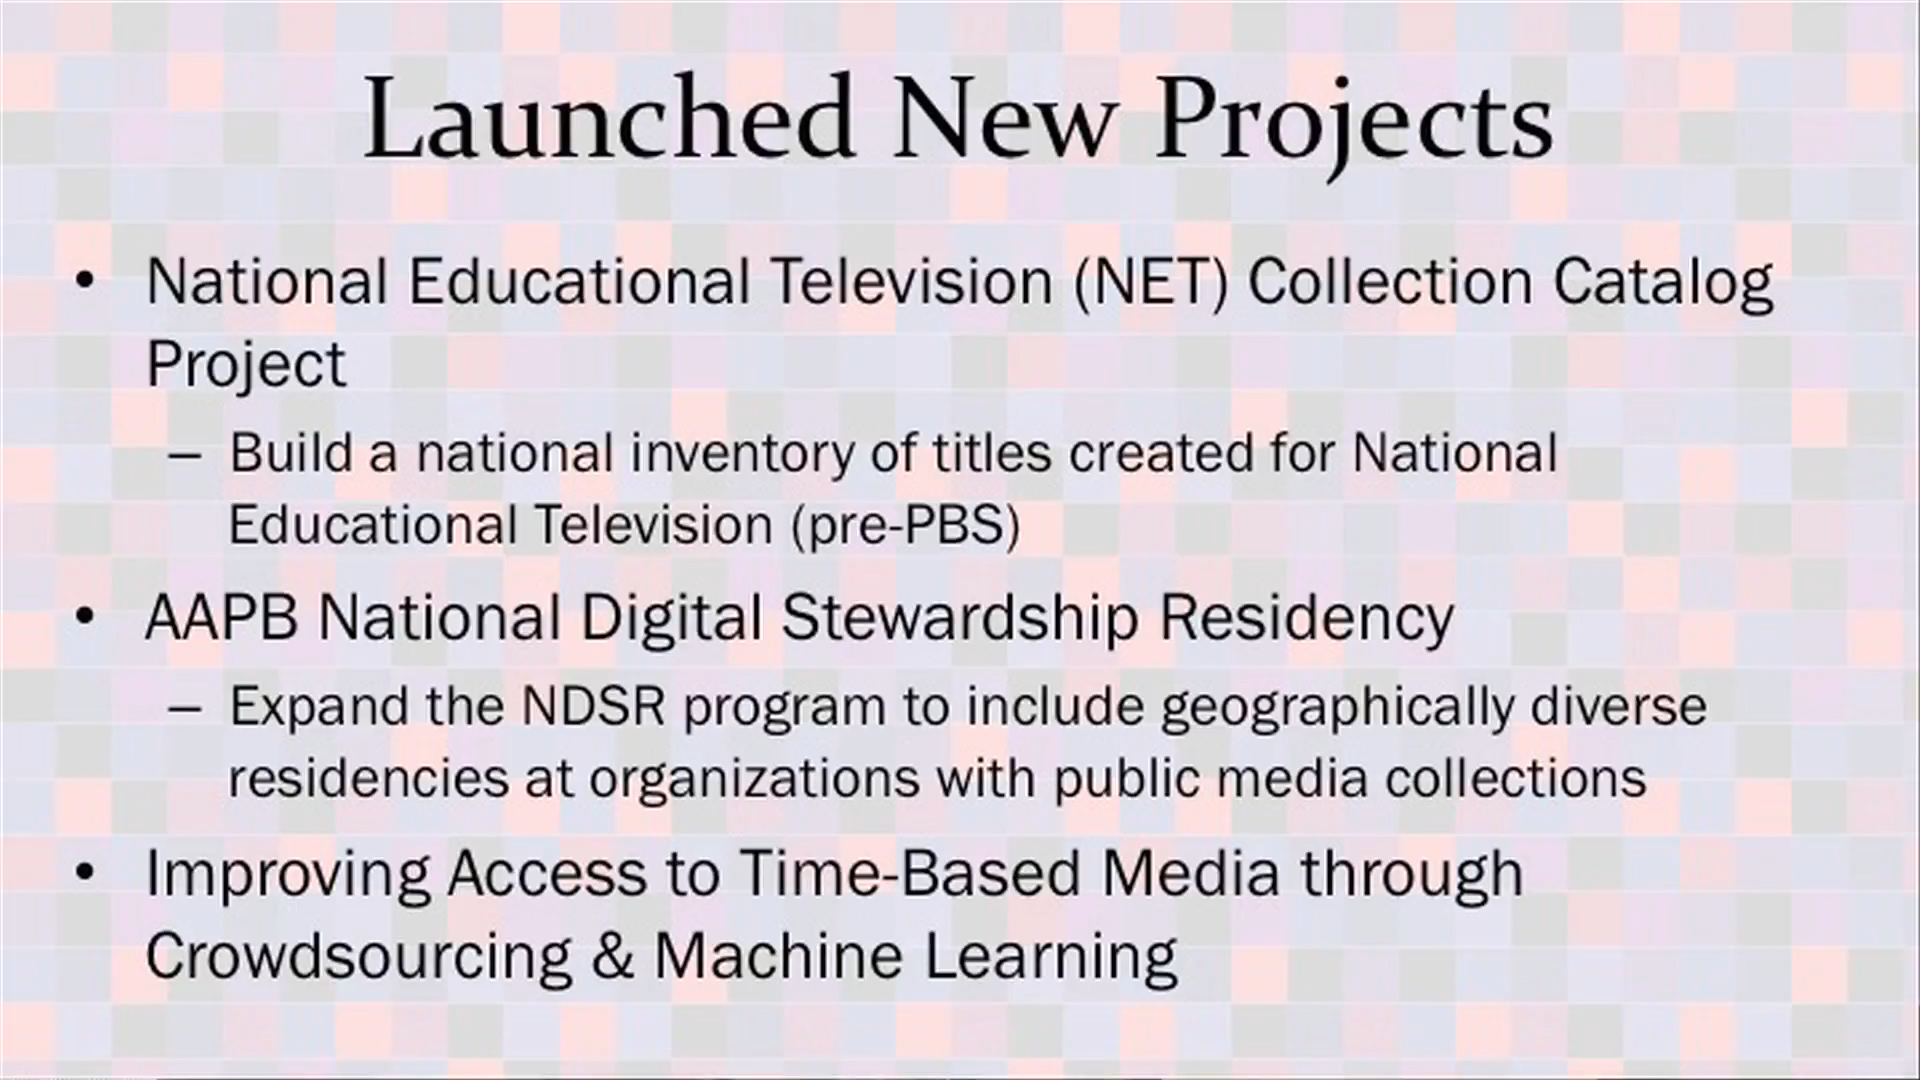 Launched New Projects
• National Educational Television (NET) Collection Catalog
Project
– Build a national inventory of titles created for National
Educational Television (pre-PBS)
• AAPB National Digital Stewardship Residency
– Expand the NDSR program to include geographically diverse
residencies at organizations with public media collections
• Improving Access to Time-Based Media through
Crowdsourcing & Machine Learning